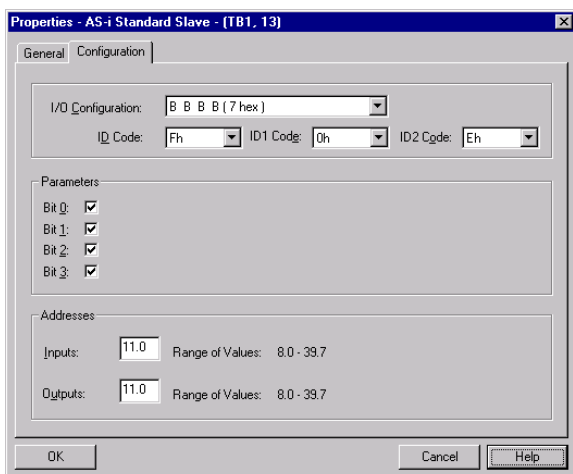 Properties - AS-i Standard Slave - (TB1, 13)
General Configuration
I/O Configuration: B B B B ( 7 hex )
ID Code: Fh ID1 Code: 0h ID2 Code: Eh
Parameters
Bit 0:
Bit 1:
Bit 2:
Bit 3:
Addresses
Inputs: 11.0 Range of Values: 8.0 - 39.7
Outputs: 11.0 Range of Values: 8.0 - 39.7
OK Cancel Help